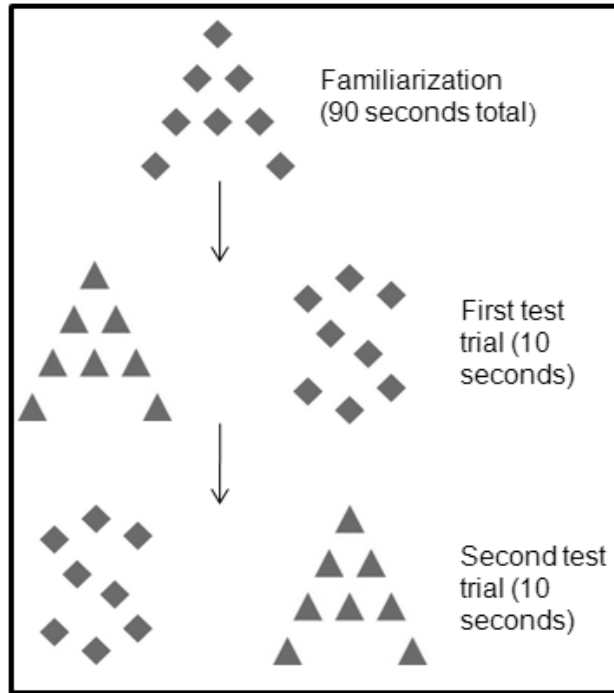 Familiarization
(90 seconds total)
First test
trial (10
seconds)
Second test
trial (10
seconds)